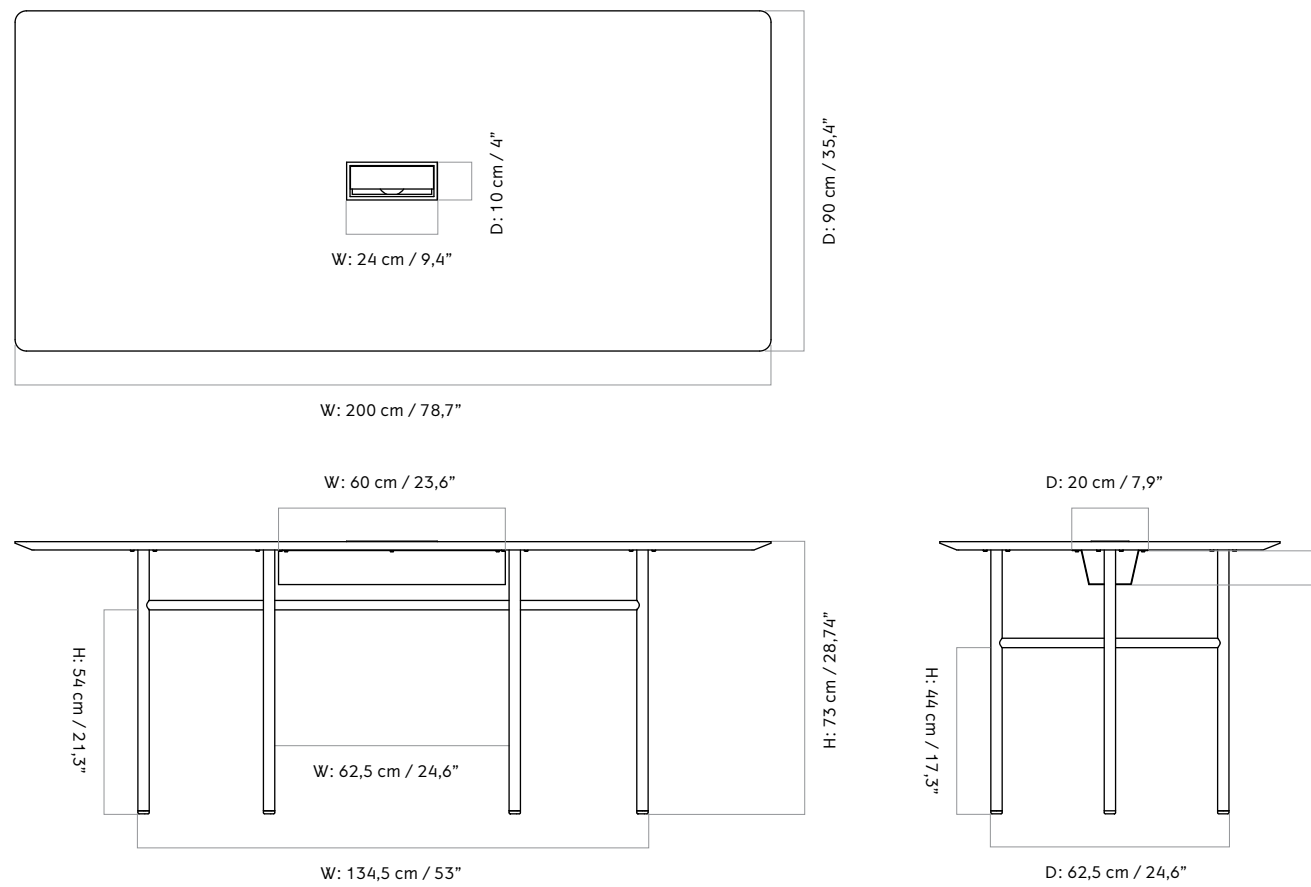 D: 10 cm / 4”
D: 90 cm / 35,4”
W: 24 cm / 9,4”
W: 200 cm / 78,7”
W: 60 cm / 23,6”
D: 20 cm / 7,9”
H: 54 cm / 21,3”
H: 73 cm / 28,74”
H: 44 cm / 17,3”
W: 62,5 cm / 24,6”
W: 134,5 cm / 53”
D: 62,5 cm / 24,6”